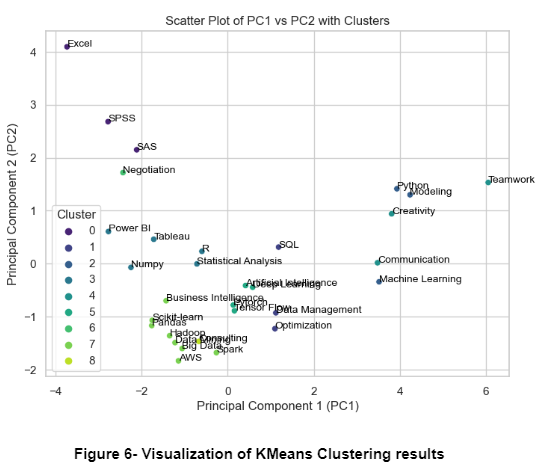 Scatter Plot of PC1 vs PC2 with Clusters
Excel
SPSS
SAS
Negotiation
Teamwork
Python
Modeling
Creativity
Power BI
Tableau
R
SQL
Statistical Analysis
Numpy
Communication
Machine Learning
Artificial Intelligence
Deep Learning
Business Intelligence
Pytorch
Tensor Flow
Data Management
Scikit-learn
Pandas
Optimization
Hadoop
Data Mining
Consulting
Big Data
Spark
AWS
Cluster
0
1
2
3
4
5
6
7
8
4
3
2
1
0
−1
−2
Principal Component 2 (PC2)
−4
−2
0
2
4
6
Principal Component 1 (PC1)
Figure 6- Visualization of KMeans Clustering results